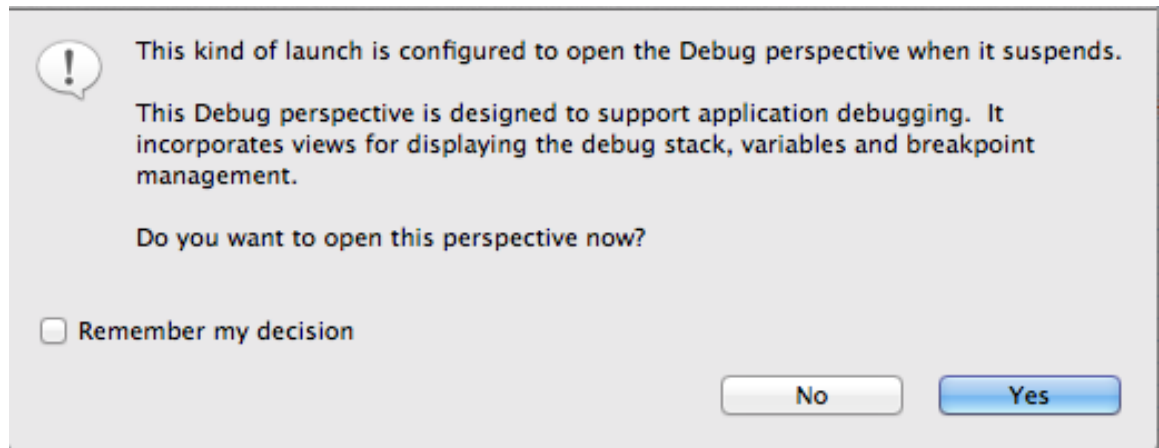 This kind of launch is configured to open the Debug perspective when it suspends.
This Debug perspective is designed to support application debugging.  It
incorporates views for displaying the debug stack, variables and breakpoint
management.
Do you want to open this perspective now?
Remember my decision
No
Yes